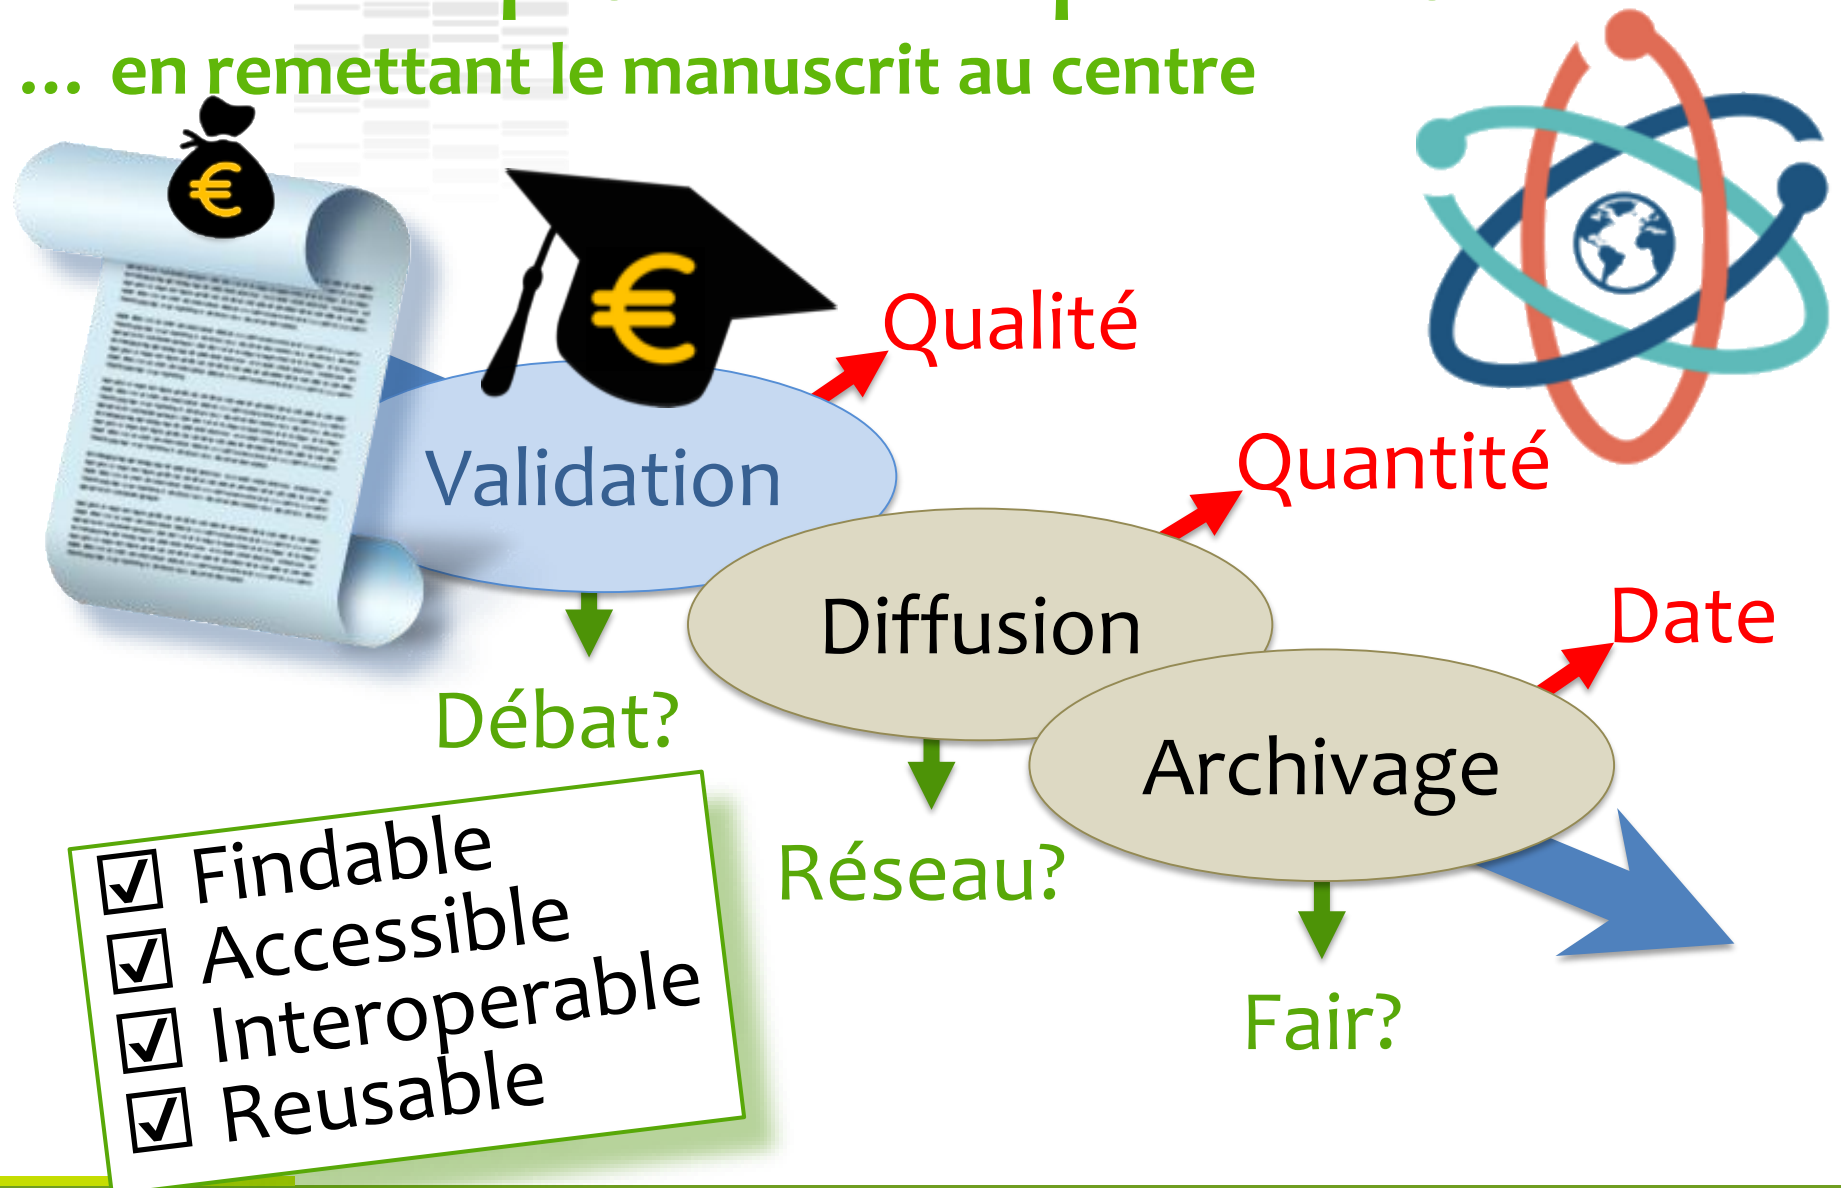 ... en remettant le manuscrit au centre
€
€
Qualité
Validation
Quantité
Diffusion
Date
Débat?
Archivage
Réseau?
Fair?
☑ Findable
☑ Accessible
☑ Interoperable
☑ Reusable